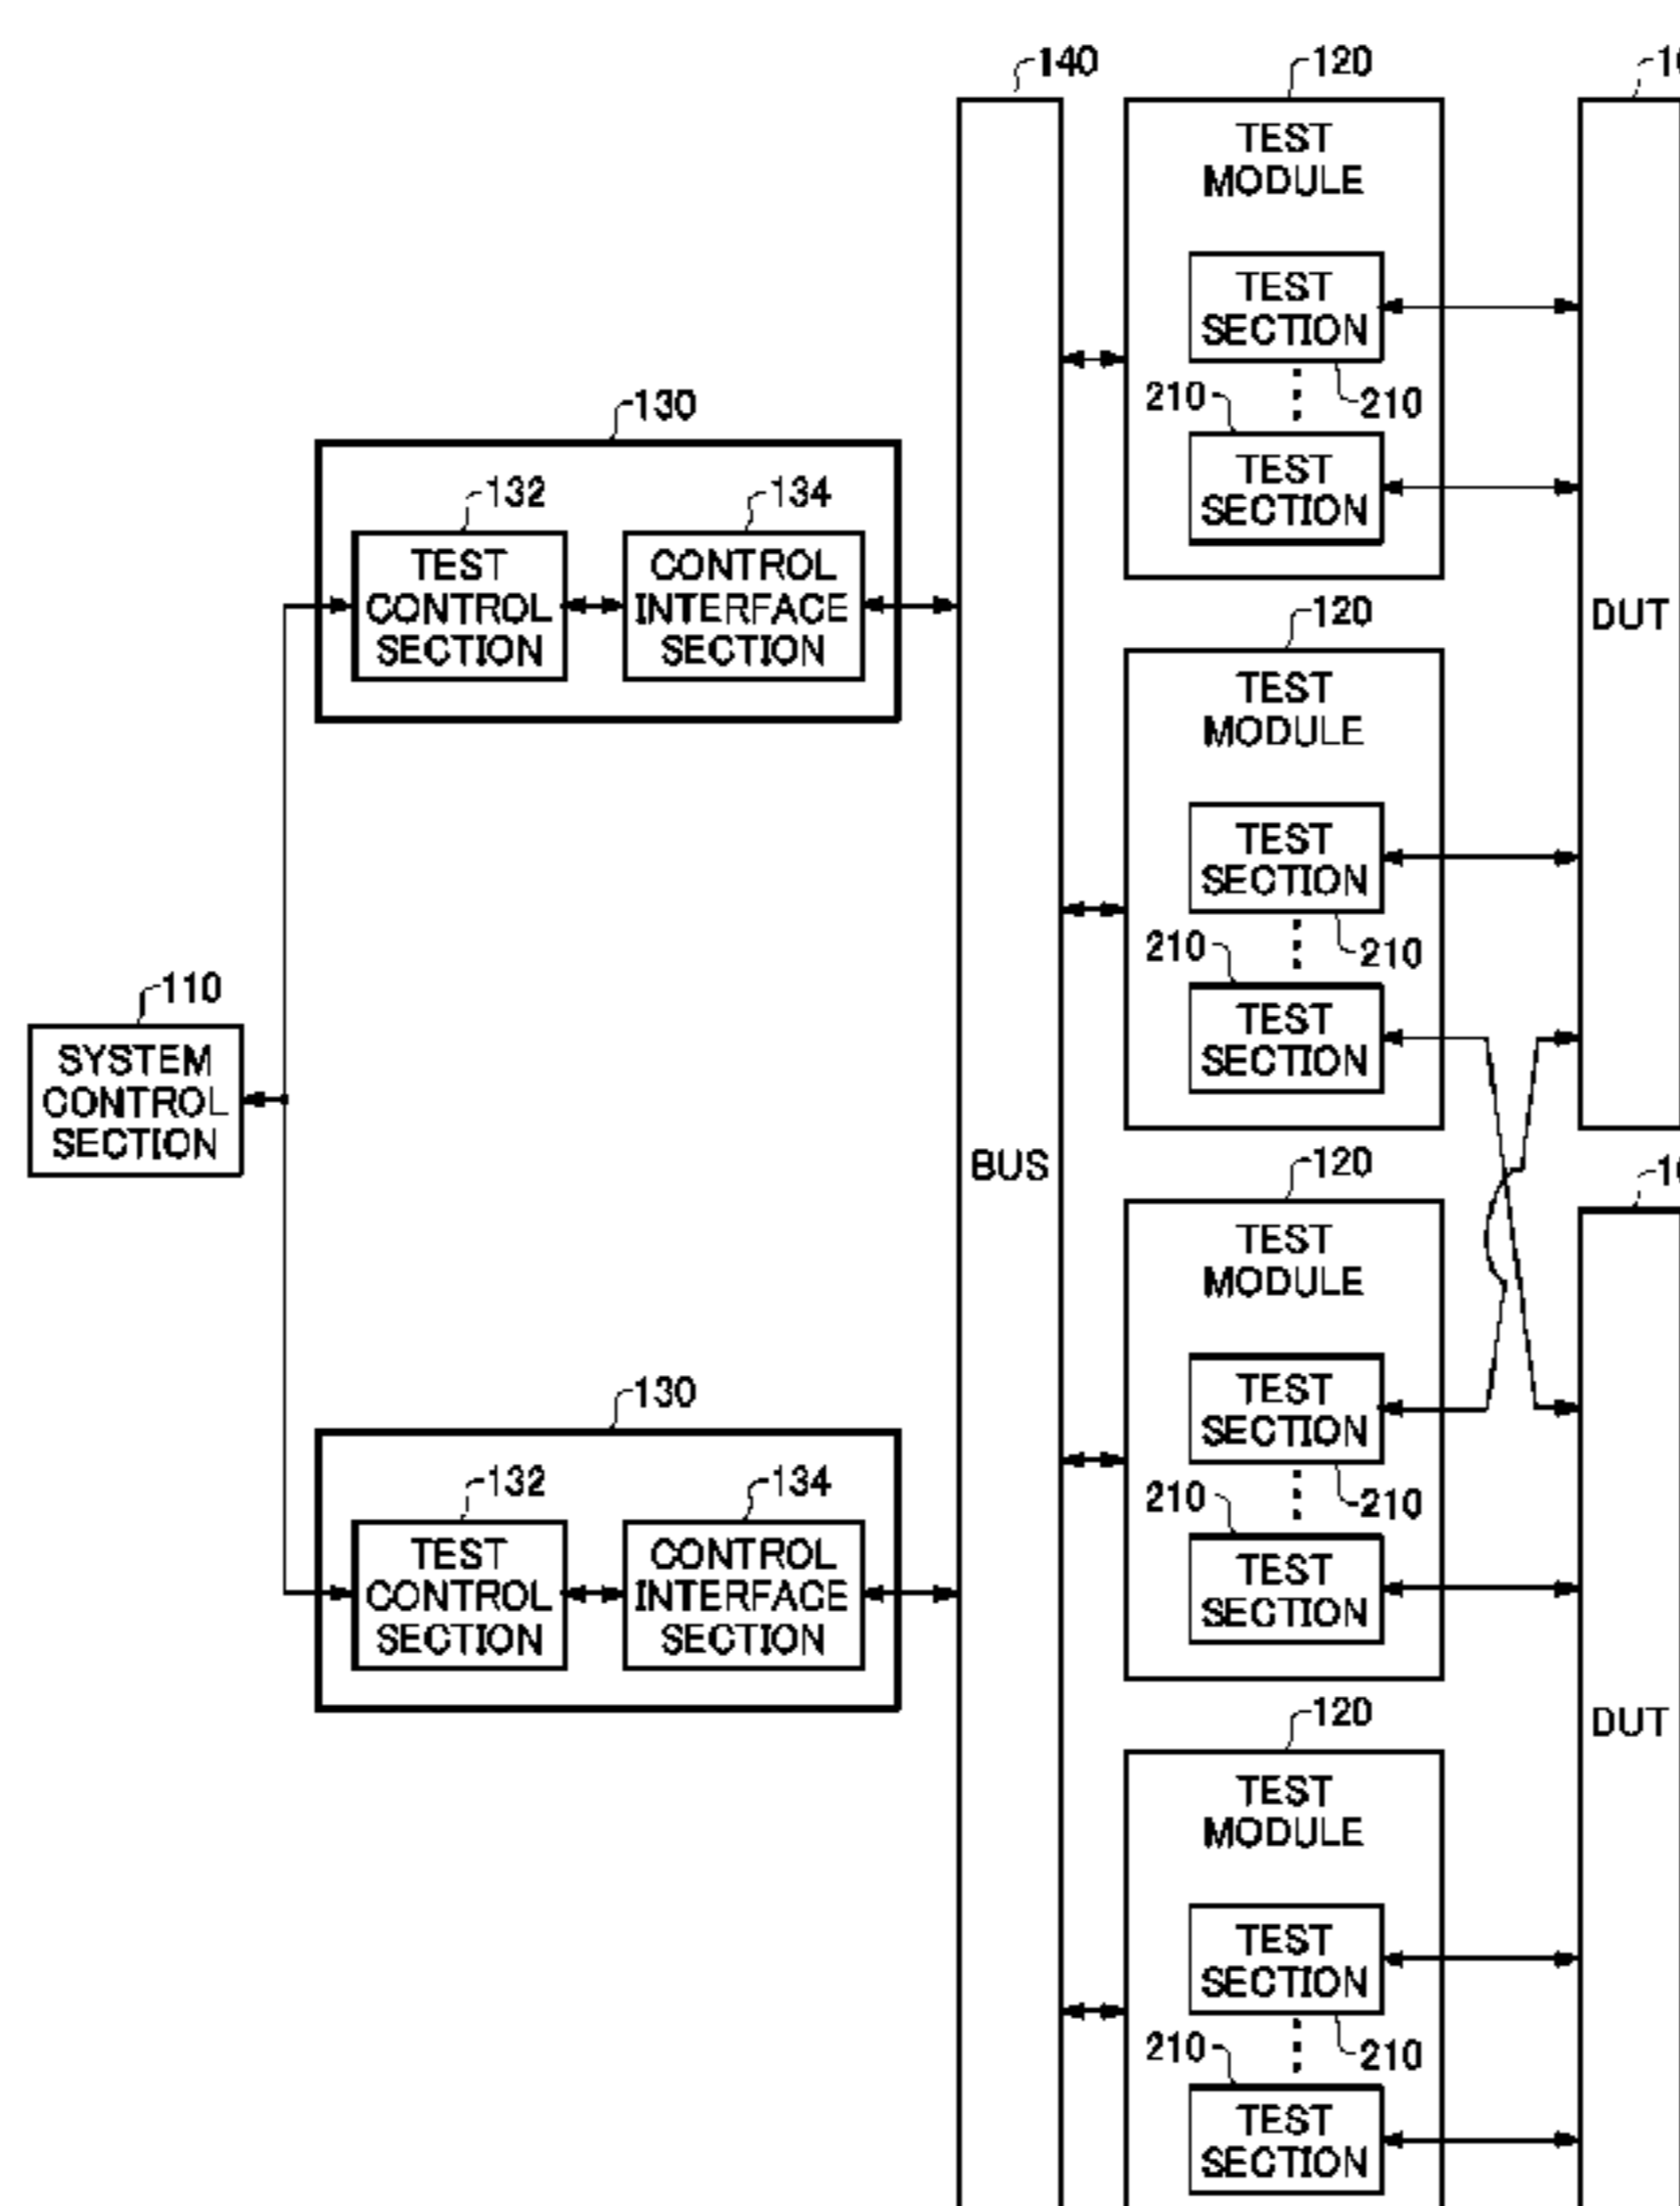 140
120
TEST
MODULE
TEST
SECTION
210
210
TEST
SECTION
130
132
134
TEST
CONTROL
SECTION
CONTROL
INTERFACE
SECTION
DUT
120
TEST
MODULE
TEST
SECTION
210
210
TEST
SECTION
110
SYSTEM
CONTROL
SECTION
BUS
120
TEST
MODULE
TEST
SECTION
210
210
TEST
SECTION
130
132
134
TEST
CONTROL
SECTION
CONTROL
INTERFACE
SECTION
DUT
120
TEST
MODULE
TEST
SECTION
210
210
TEST
SECTION